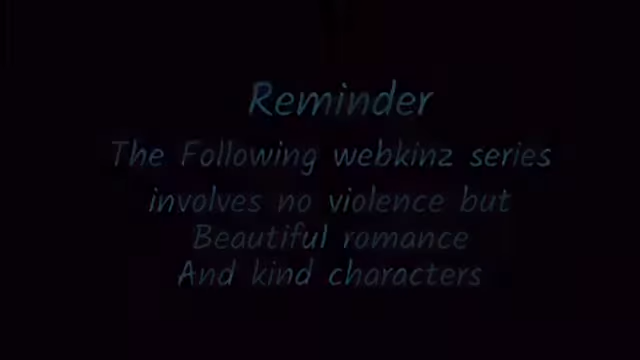 Reminder
The Following webkinz series
involves no violence but
Beautiful romance
And kind characters